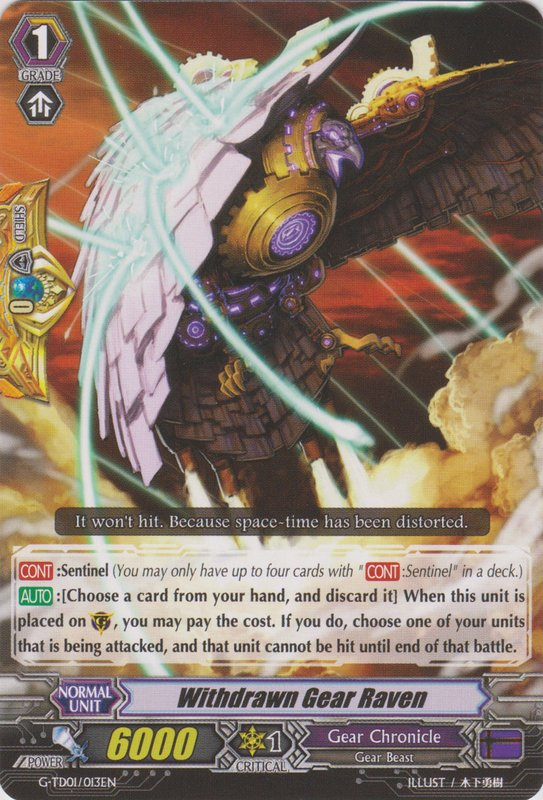 1
GRADE
SHIELD
0
It won't hit. Because space-time has been distorted.
CONT :Sentinel (You may only have up to four cards with "CONT :Sentinel" in a deck.)
AUTO :[Choose a card from your hand, and discard it] When this unit is
placed on G, you may pay the cost. If you do, choose one of your units
that is being attacked, and that unit cannot be hit until end of that battle.
NORMAL
UNIT
Withdrawn Gear Raven
POWER
6000
1
CRITICAL
Gear Chronicle
Gear Beast
G-TD01/013EN
ILLUST / 木下勇樹